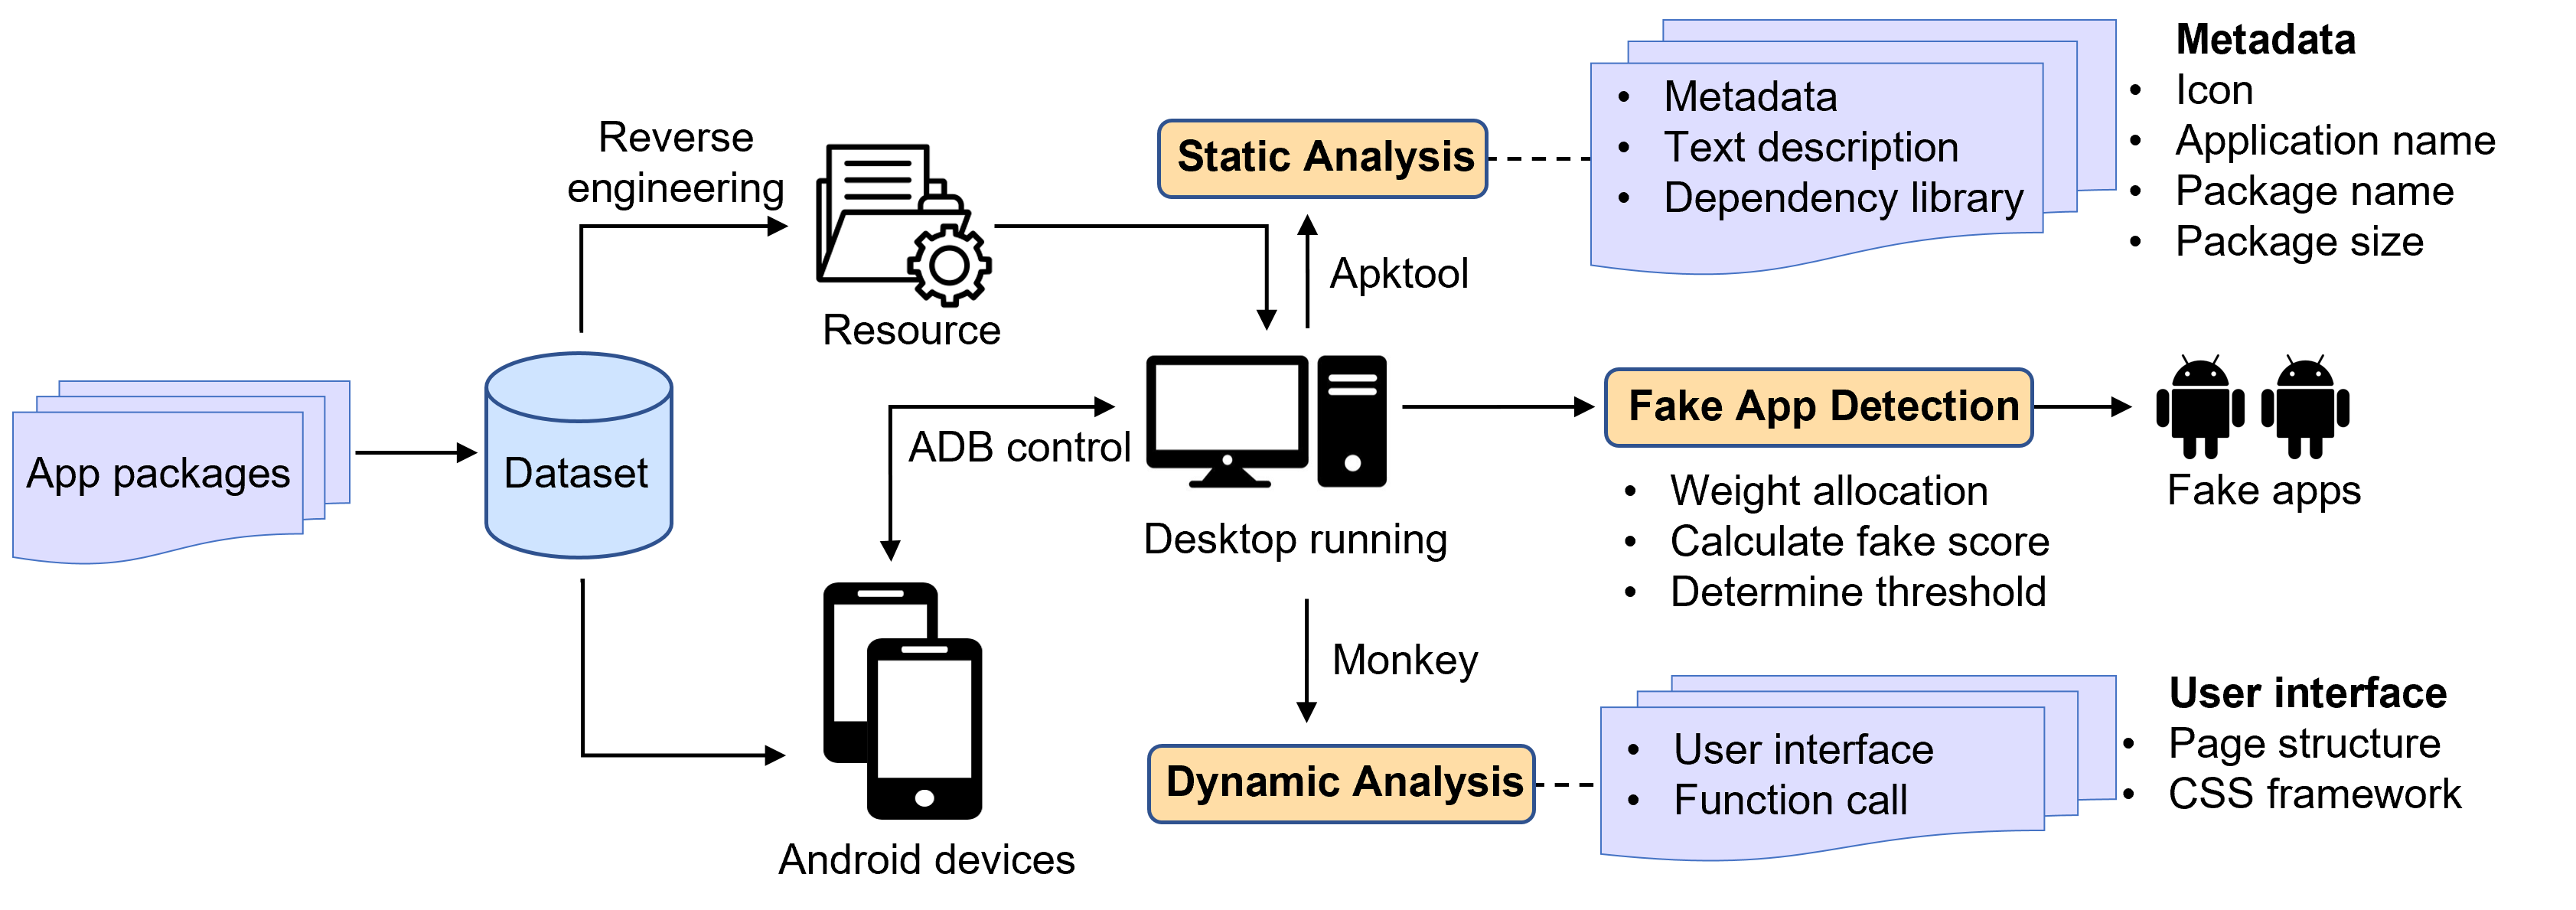 App packages
Dataset
Reverse
engineering
Resource
ADB control
Android devices
Desktop running
Apktool
Monkey
Static Analysis
• Metadata
• Text description
• Dependency library
Metadata
• Icon
• Application name
• Package name
• Package size
Fake App Detection
• Weight allocation
• Calculate fake score
• Determine threshold
Fake apps
Dynamic Analysis
• User interface
• Function call
User interface
• Page structure
• CSS framework